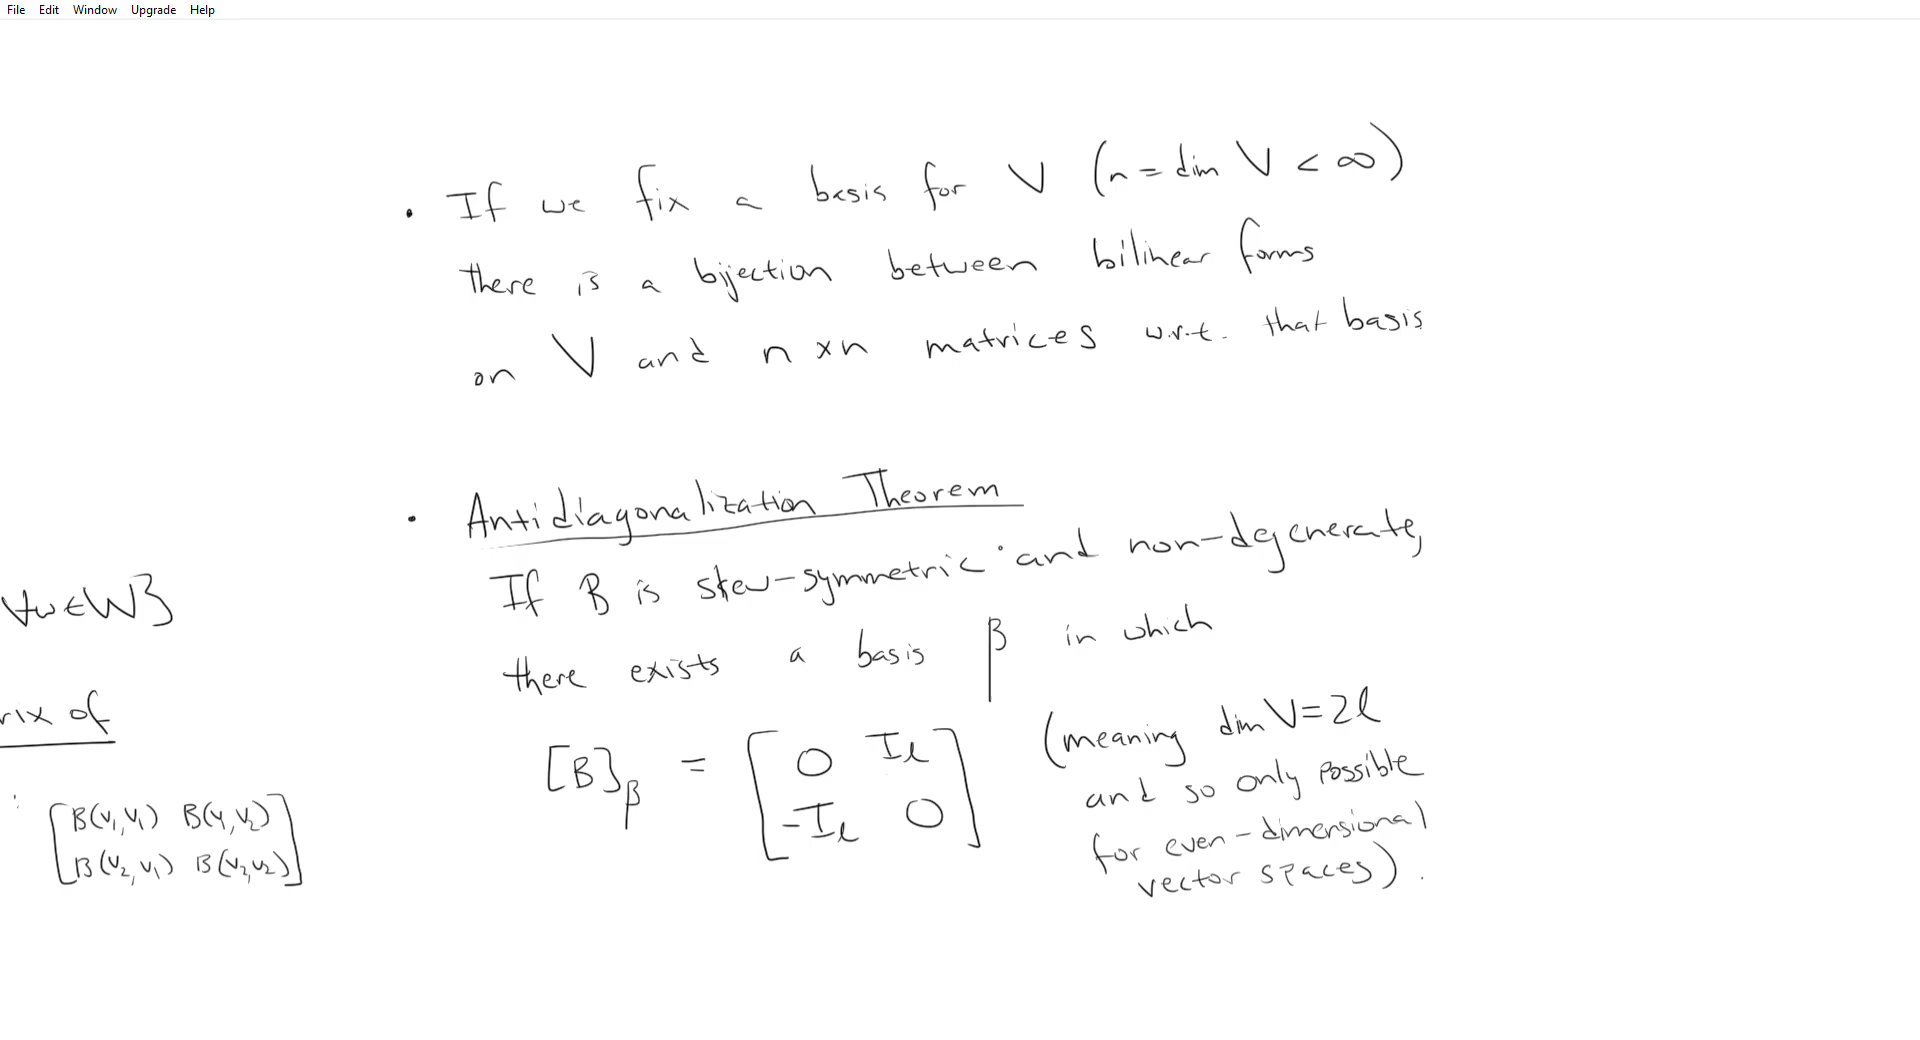 File Edit Window Upgrade Help
• If we fix a basis for V (n = dim V < ∞)
there is a bijection between bilinear forms
on V and n × n matrices w.r.t. that basis
• Antidiagonalization Theorem
If B is skew-symmetric and non-degenerate,
there exists a basis β in which
[B]β = [0 Iℓ
-Iℓ 0]
(meaning dim V = 2ℓ
and so only possible
for even-dimensional
vector spaces).
∀w∈W}
rix of
: [B(v₁,v₁) B(v₁,v₂)
B(v₂,v₁) B(v₂,v₂)]